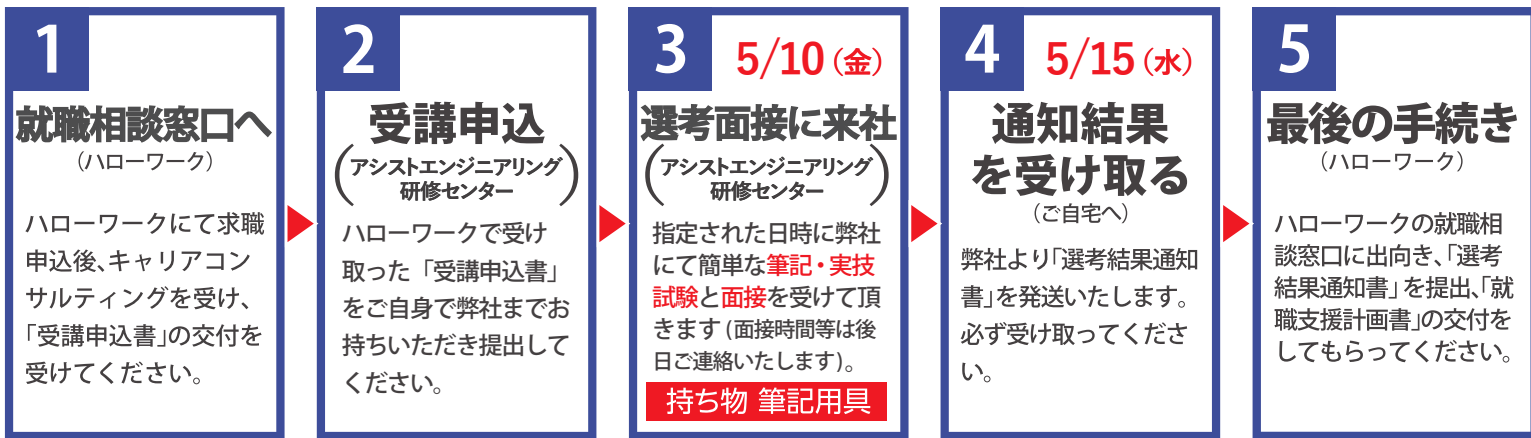 1
就職相談窓口へ
（ハローワーク）
ハローワークにて求職
申込後、キャリアコン
サルティングを受け、
「受講申込書」の交付を
受けてください。
2
受講申込
（アシストエンジニアリング
研修センター）
ハローワークで受け
取った「受講申込書」
をご自身で弊社までお
持ちいただき提出して
ください。
3
5/10（金）
選考面接に来社
（アシストエンジニアリング
研修センター）
指定された日時に弊社
にて簡単な筆記・実技
試験と面接を受けて頂
きます (面接時間等は後
日ご連絡いたします)。
持ち物 筆記用具
4
5/15（水）
通知結果
を受け取る
（ご自宅へ）
弊社より「選考結果通知
書」を発送いたします。
必ず受け取ってくださ
い。
5
最後の手続き
（ハローワーク）
ハローワークの就職相
談窓口に出向き、「選考
結果通知書」を提出、「就
職支援計画書」の交付を
してもらってください。